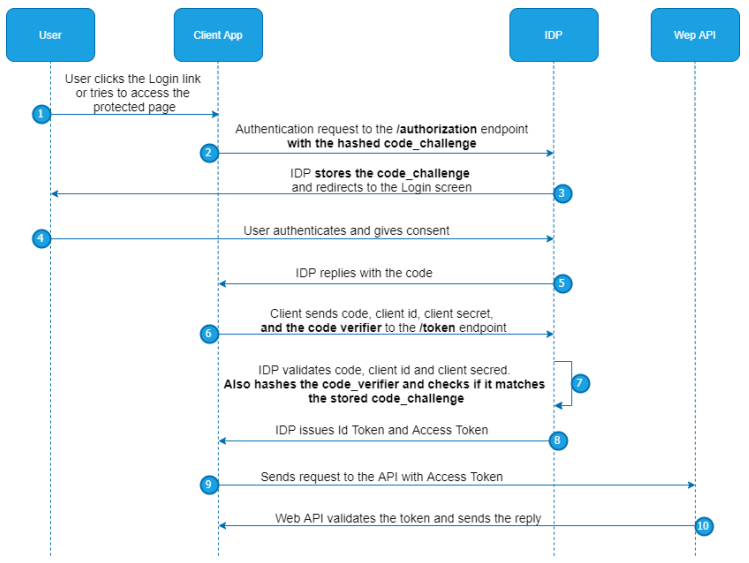 User
Client App
IDP
Wep API
User clicks the Login link
or tries to access the
protected page
1
Authentication request to the /authorization endpoint
with the hashed code_challenge
2
IDP stores the code_challenge
and redirects to the Login screen
3
User authenticates and gives consent
4
IDP replies with the code
5
Client sends code, client id, client secret,
and the code verifier to the /token endpoint
6
IDP validates code, client id and client secred.
Also hashes the code_verifier and checks if it matches
the stored code_challenge
7
IDP issues Id Token and Access Token
8
Sends request to the API with Access Token
9
Web API validates the token and sends the reply
10